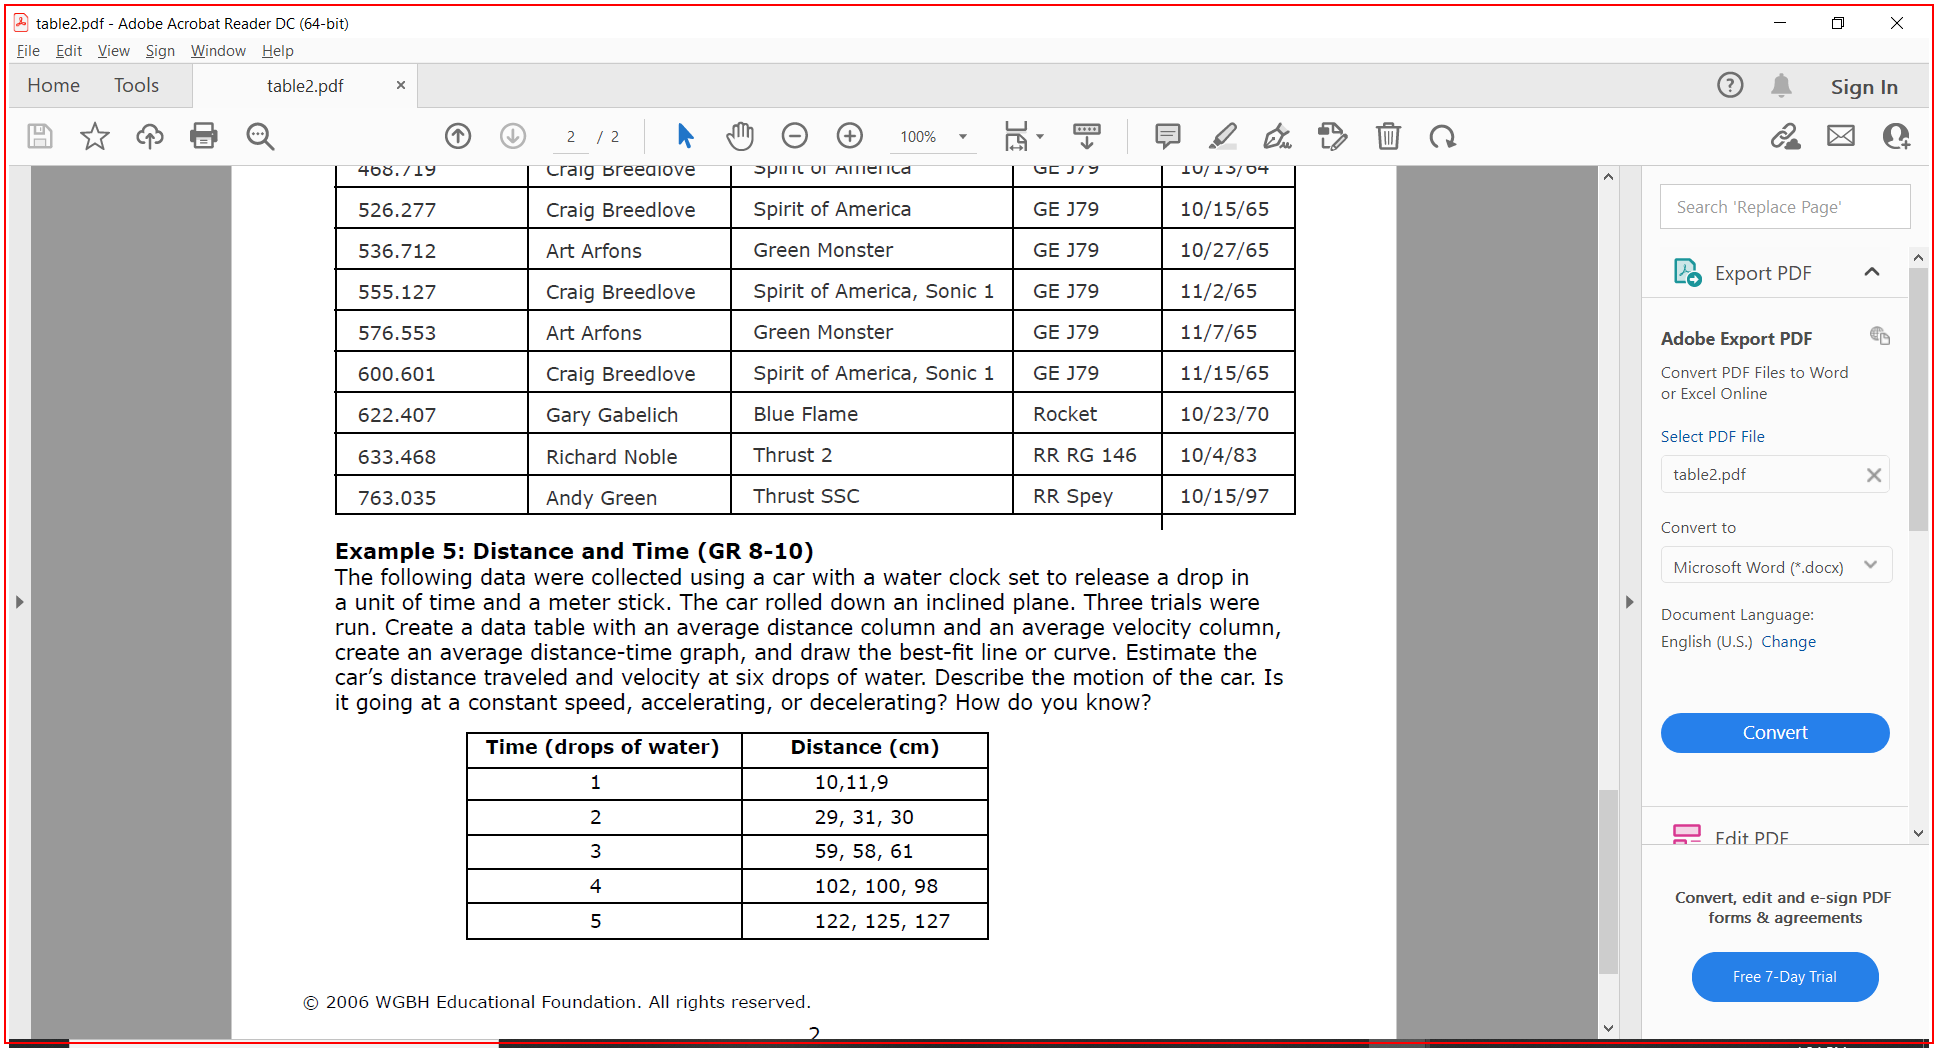 table2.pdf - Adobe Acrobat Reader DC (64-bit)
File Edit View Sign Window Help
Home Tools table2.pdf Sign In
2 / 2 100%
468.719 Craig Breedlove Spirit of America GE J79 10/13/64
526.277 Craig Breedlove Spirit of America GE J79 10/15/65
536.712 Art Arfons Green Monster GE J79 10/27/65
555.127 Craig Breedlove Spirit of America, Sonic 1 GE J79 11/2/65
576.553 Art Arfons Green Monster GE J79 11/7/65
600.601 Craig Breedlove Spirit of America, Sonic 1 GE J79 11/15/65
622.407 Gary Gabelich Blue Flame Rocket 10/23/70
633.468 Richard Noble Thrust 2 RR RG 146 10/4/83
763.035 Andy Green Thrust SSC RR Spey 10/15/97
Example 5: Distance and Time (GR 8-10)
The following data were collected using a car with a water clock set to release a drop in
a unit of time and a meter stick. The car rolled down an inclined plane. Three trials were
run. Create a data table with an average distance column and an average velocity column,
create an average distance-time graph, and draw the best-fit line or curve. Estimate the
car’s distance traveled and velocity at six drops of water. Describe the motion of the car. Is
it going at a constant speed, accelerating, or decelerating? How do you know?
Time (drops of water) Distance (cm)
1 10,11,9
2 29, 31, 30
3 59, 58, 61
4 102, 100, 98
5 122, 125, 127
© 2006 WGBH Educational Foundation. All rights reserved.
2
Search 'Replace Page'
Export PDF
Adobe Export PDF
Convert PDF Files to Word
or Excel Online
Select PDF File
table2.pdf
Convert to
Microsoft Word (*.docx)
Document Language:
English (U.S.) Change
Convert
Edit PDF
Convert, edit and e-sign PDF
forms & agreements
Free 7-Day Trial